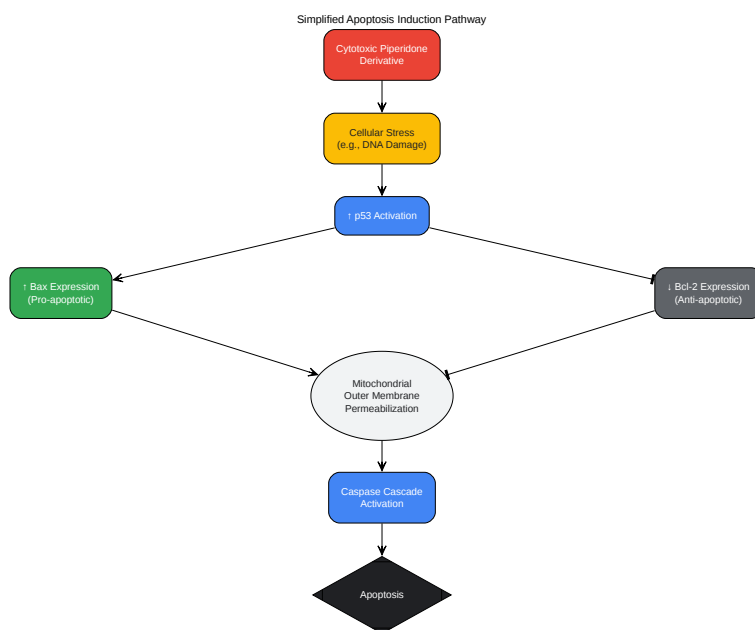 Simplified Apoptosis Induction Pathway
Cytotoxic Piperidone
Derivative
Cellular Stress
(e.g., DNA Damage)
↑ p53 Activation
↑ Bax Expression
(Pro-apoptotic)
↓ Bcl-2 Expression
(Anti-apoptotic)
Mitochondrial
Outer Membrane
Permeabilization
Caspase Cascade
Activation
Apoptosis